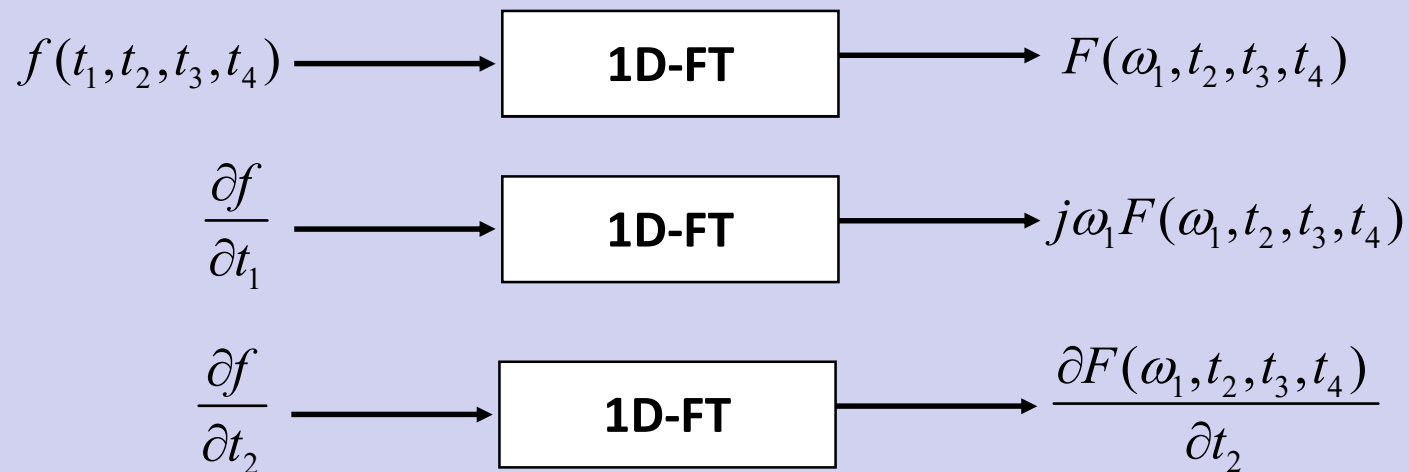 f(t₁,t₂,t₃,t₄) 1D-FT F(ω₁,t₂,t₃,t₄)
∂f/∂t₁ 1D-FT jω₁F(ω₁,t₂,t₃,t₄)
∂f/∂t₂ 1D-FT ∂F(ω₁,t₂,t₃,t₄)/∂t₂